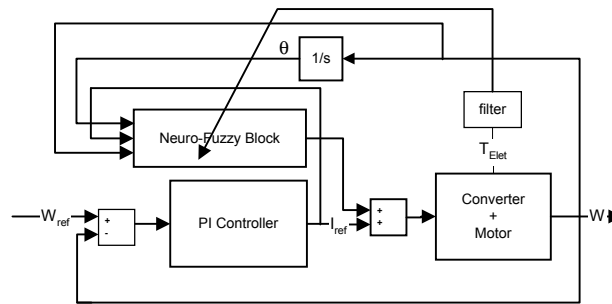 θ
1/s
filter
Neuro-Fuzzy Block
T_Elet
W_ref
+
-
PI Controller
I_ref
+
+
Converter
+
Motor
W